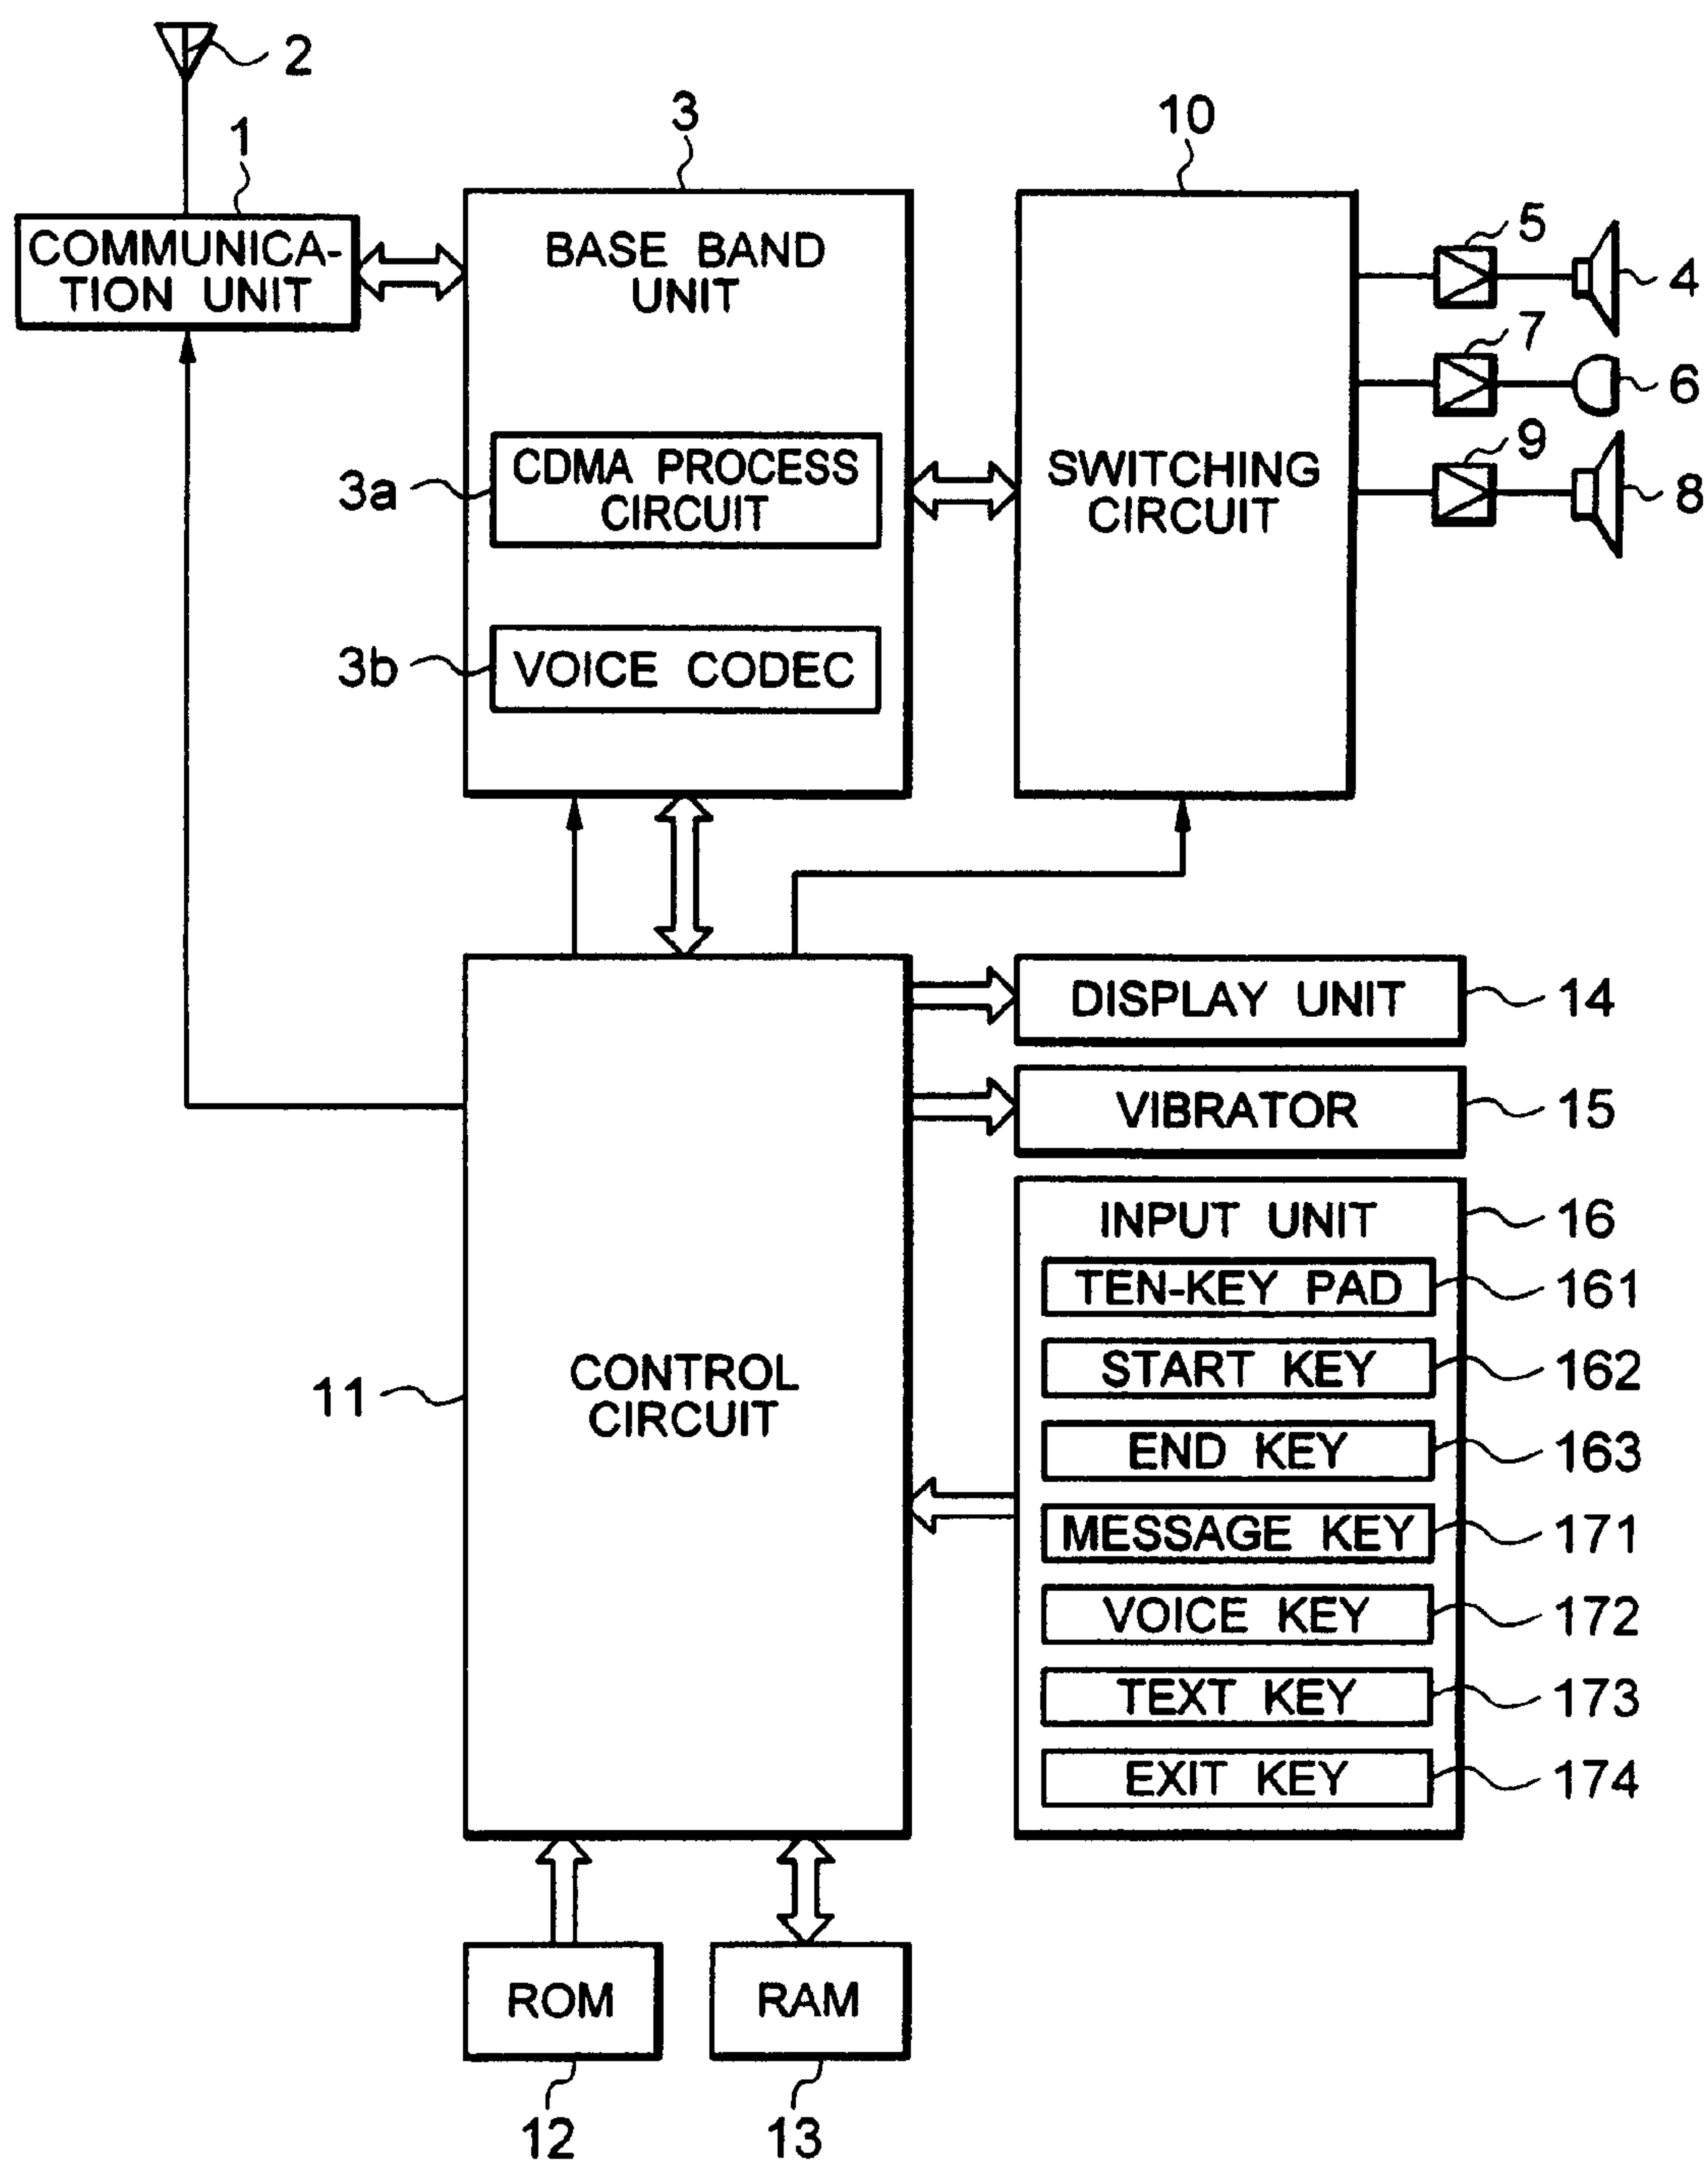 2
1
3
10
COMMUNICA-
TION UNIT
BASE BAND
UNIT
5
4
7
6
CDMA PROCESS
CIRCUIT
3a
SWITCHING
CIRCUIT
9
8
3b
VOICE CODEC
DISPLAY UNIT
14
VIBRATOR
15
INPUT UNIT
16
TEN-KEY PAD
161
START KEY
162
CONTROL
CIRCUIT
11
END KEY
163
MESSAGE KEY
171
VOICE KEY
172
TEXT KEY
173
EXIT KEY
174
ROM
RAM
12
13